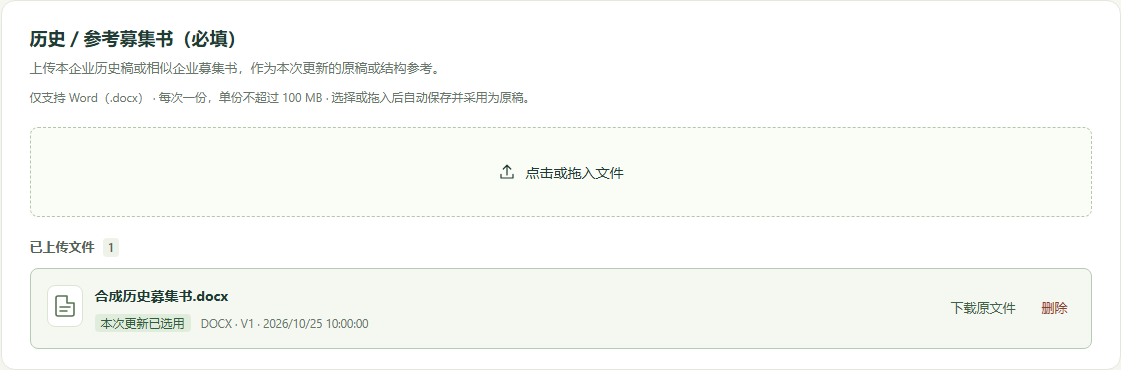 历史 / 参考募集书（必填）
上传本企业历史稿或相似企业募集书，作为本次更新的原稿或结构参考。
仅支持 Word（.docx） · 每次一份，单份不超过 100 MB · 选择或拖入后自动保存并采用为原稿。
点击或拖入文件
已上传文件 1
合成历史募集书.docx
本次更新已选用 DOCX · V1 · 2026/10/25 10:00:00
下载原文件 删除